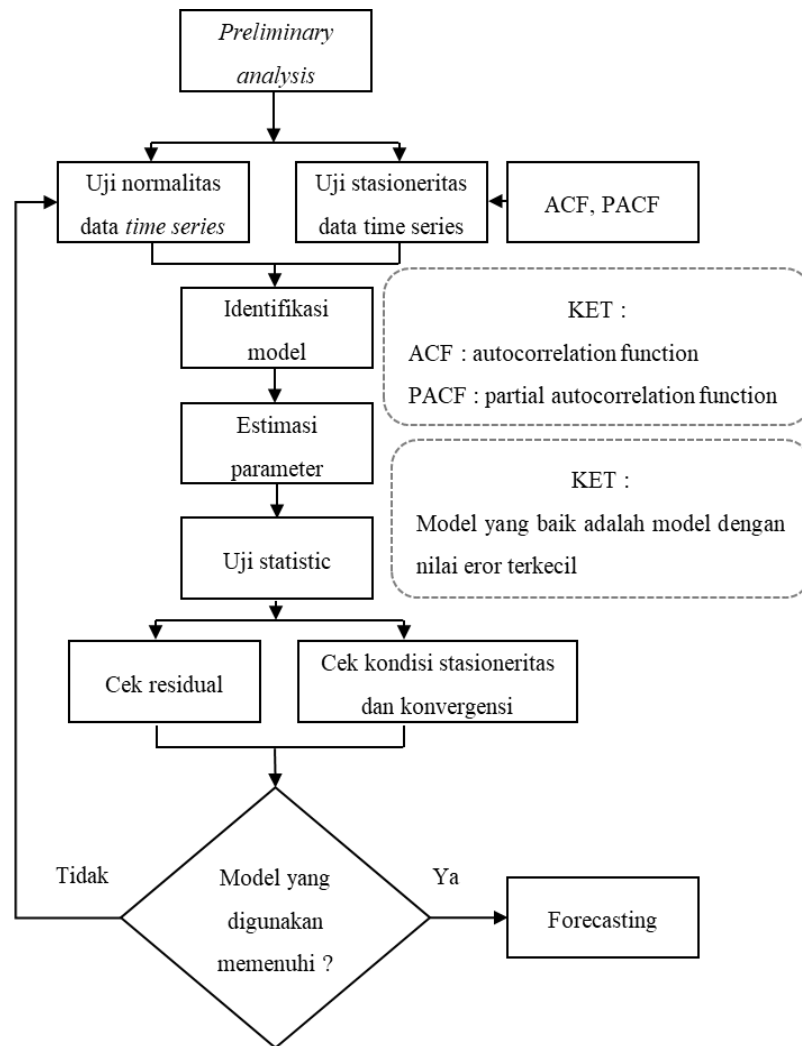 Preliminary
analysis
Uji normalitas
data time series
Uji stasioneritas
data time series
ACF, PACF
Identifikasi
model
KET :
ACF : autocorrelation function
PACF : partial autocorrelation function
Estimasi
parameter
KET :
Model yang baik adalah model dengan
nilai eror terkecil
Uji statistic
Cek residual
Cek kondisi stasioneritas
dan konvergensi
Tidak
Model yang
digunakan
memenuhi ?
Ya
Forecasting